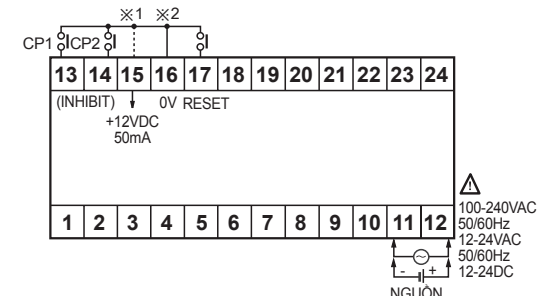 ※1 ※2
CP1 CP2
13 14 15 16 17 18 19 20 21 22 23 24
(INHIBIT) 0V RESET
+12VDC
50mA
1 2 3 4 5 6 7 8 9 10 11 12
100-240VAC
50/60Hz
12-24VAC
50/60Hz
12-24DC
- +
NGUỒN